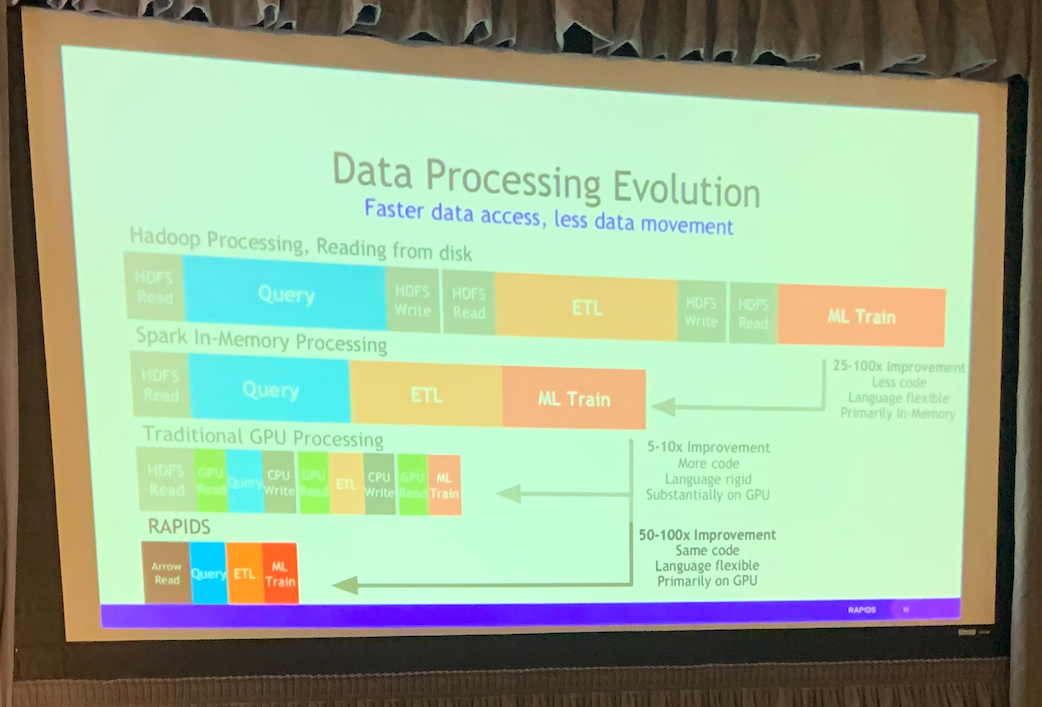 Data Processing Evolution
Faster data access, less data movement
Hadoop Processing, Reading from disk
HDFS
Read
Query
HDFS
Write
HDFS
Read
ETL
HDFS
Write
HDFS
Read
ML Train
Spark In-Memory Processing
HDFS
Read
Query
ETL
ML Train
25-100x Improvement
Less code
Language flexible
Primarily In-Memory
Traditional GPU Processing
HDFS
Read
GPU
Read
Query
CPU
Write
GPU
Read
ETL
CPU
Write
GPU
Read
ML
Train
5-10x Improvement
More code
Language rigid
Substantially on GPU
RAPIDS
Arrow
Read
Query
ETL
ML
Train
50-100x Improvement
Same code
Language flexible
Primarily on GPU
RAPIDS